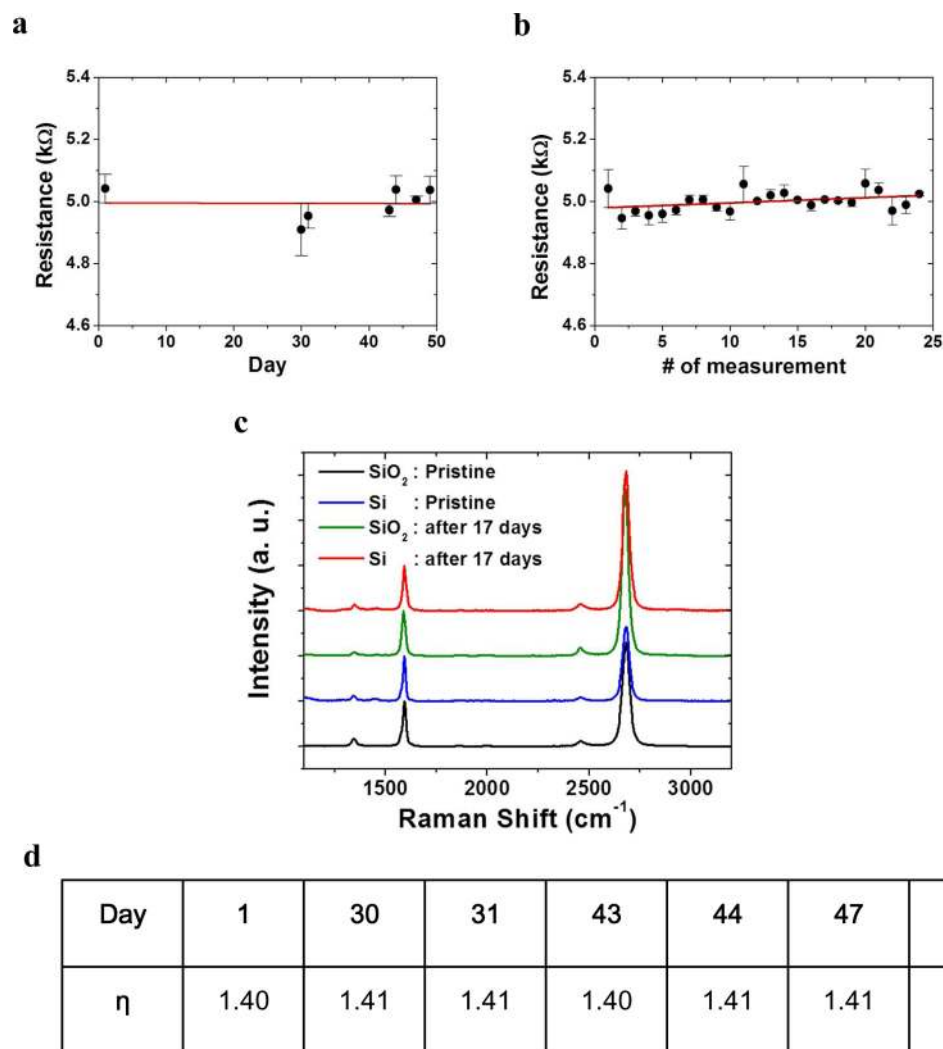 a
b
5.4
5.2
5.0
4.8
4.6
Resistance (kΩ)
0 10 20 30 40 50
Day
5.4
5.2
5.0
4.8
4.6
Resistance (kΩ)
0 5 10 15 20 25
# of measurement
c
SiO₂ : Pristine
Si : Pristine
SiO₂ : after 17 days
Si : after 17 days
Intensity (a. u.)
1500 2000 2500 3000
Raman Shift (cm⁻¹)
d
Day 1 30 31 43 44 47
η 1.40 1.41 1.41 1.40 1.41 1.41